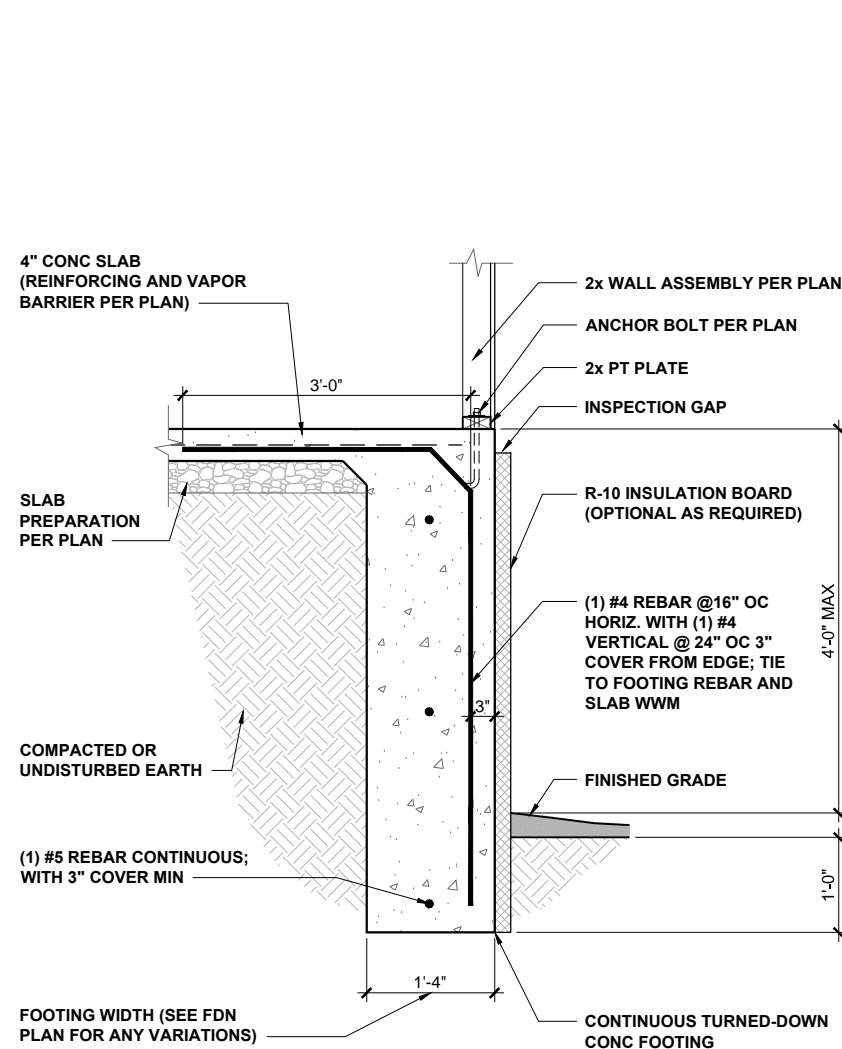 4" CONC SLAB
(REINFORCING AND VAPOR
BARRIER PER PLAN)
3'-0"
SLAB
PREPARATION
PER PLAN
COMPACTED OR
UNDISTURBED EARTH
(1) #5 REBAR CONTINUOUS;
WITH 3" COVER MIN
1'-4"
FOOTING WIDTH (SEE FDN
PLAN FOR ANY VARIATIONS)
2x WALL ASSEMBLY PER PLAN
ANCHOR BOLT PER PLAN
2x PT PLATE
INSPECTION GAP
R-10 INSULATION BOARD
(OPTIONAL AS REQUIRED)
(1) #4 REBAR @16" OC
HORIZ. WITH (1) #4
VERTICAL @ 24" OC 3"
COVER FROM EDGE; TIE
TO FOOTING REBAR AND
SLAB WWM
3"
4'-0" MAX
FINISHED GRADE
1'-0"
CONTINUOUS TURNED-DOWN
CONC FOOTING